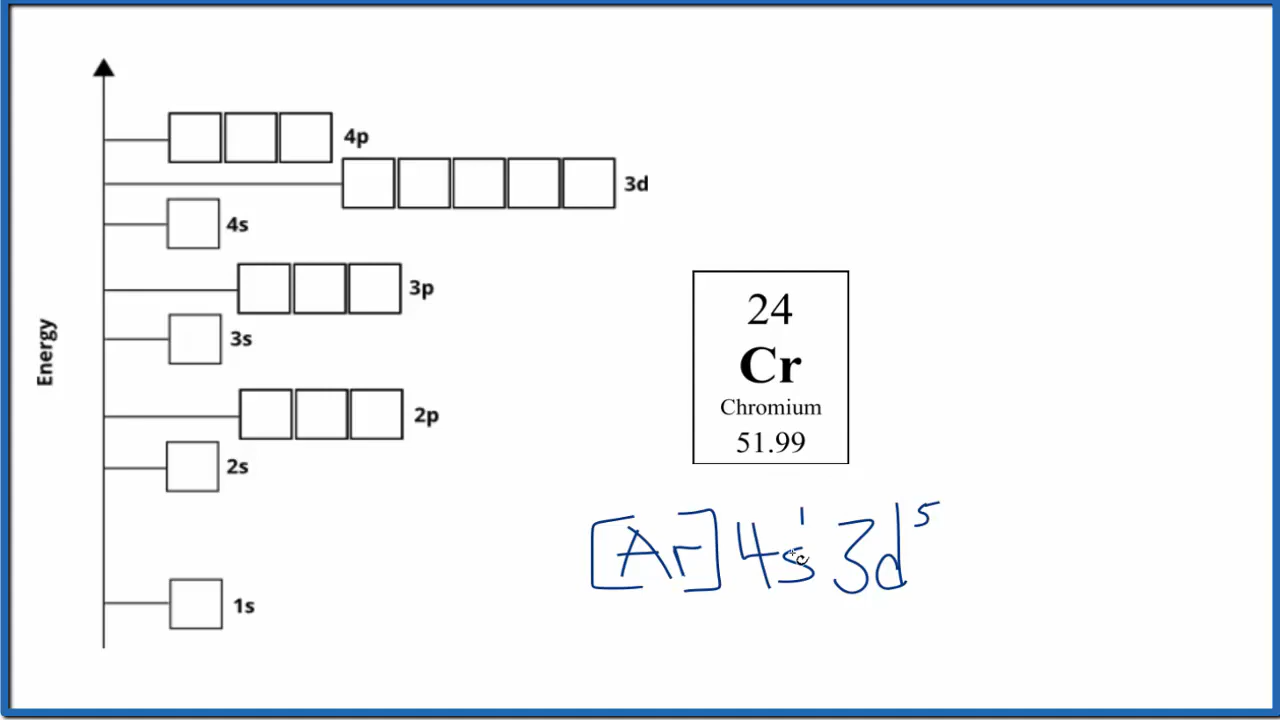 4p
3d
4s
3p
3s
2p
2s
1s
Energy
24
Cr
Chromium
51.99
[Ar] 4s¹ 3d⁵